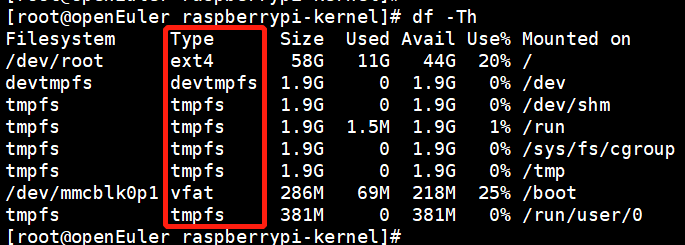 [root@openEuler raspberrypi-kernel]# df -Th
Filesystem     Type      Size  Used Avail Use% Mounted on
/dev/root      ext4       58G   11G   44G  20% /
devtmpfs       devtmpfs  1.9G     0  1.9G   0% /dev
tmpfs          tmpfs     1.9G     0  1.9G   0% /dev/shm
tmpfs          tmpfs     1.9G  1.5M  1.9G   1% /run
tmpfs          tmpfs     1.9G     0  1.9G   0% /sys/fs/cgroup
tmpfs          tmpfs     1.9G     0  1.9G   0% /tmp
/dev/mmcblk0p1 vfat      286M   69M  218M  25% /boot
tmpfs          tmpfs     381M     0  381M   0% /run/user/0
[root@openEuler raspberrypi-kernel]#